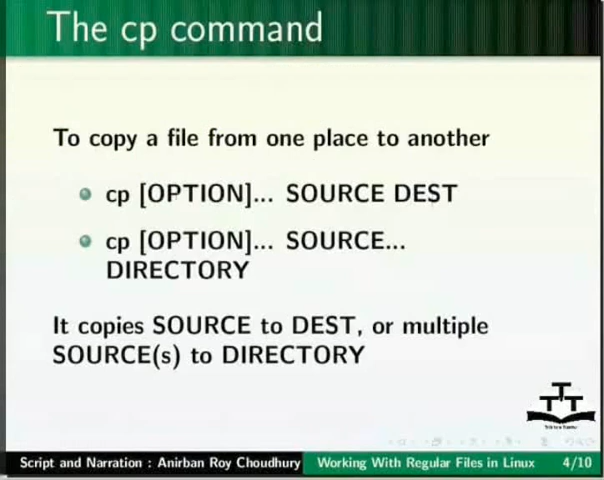 The cp command
To copy a file from one place to another
cp [OPTION]... SOURCE DEST
cp [OPTION]... SOURCE...
DIRECTORY
It copies SOURCE to DEST, or multiple
SOURCE(s) to DIRECTORY
Script and Narration : Anirban Roy Choudhury Working With Regular Files in Linux 4/10